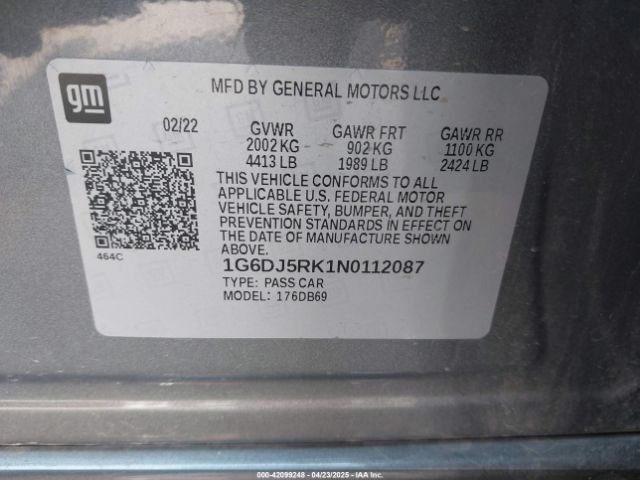 gm
MFD BY GENERAL MOTORS LLC
02/22 GVWR GAWR FRT GAWR RR
2002 KG 902 KG 1100 KG
4413 LB 1989 LB 2424 LB
THIS VEHICLE CONFORMS TO ALL
APPLICABLE U.S. FEDERAL MOTOR
VEHICLE SAFETY, BUMPER, AND THEFT
PREVENTION STANDARDS IN EFFECT ON
THE DATE OF MANUFACTURE SHOWN
ABOVE.
464C
1G6DJ5RK1N0112087
TYPE: PASS CAR
MODEL: 176DB69
000-42099248 - 04/23/2025 - IAA Inc.